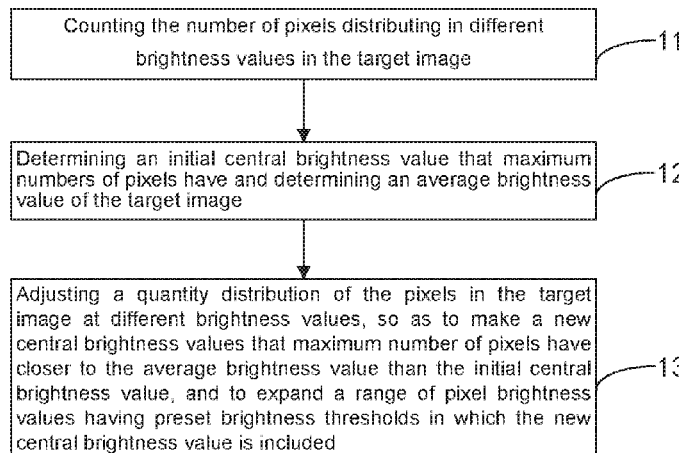 Counting the number of pixels distributing in different
brightness values in the target image
11
Determining an initial central brightness value that maximum
numbers of pixels have and determining an average brightness
value of the target image
12
Adjusting a quantity distribution of the pixels in the target
image at different brightness values, so as to make a new
central brightness values that maximum number of pixels have
closer to the average brightness value than the initial central
brightness value, and to expand a range of pixel brightness
values having preset brightness thresholds in which the new
central brightness value is included
13